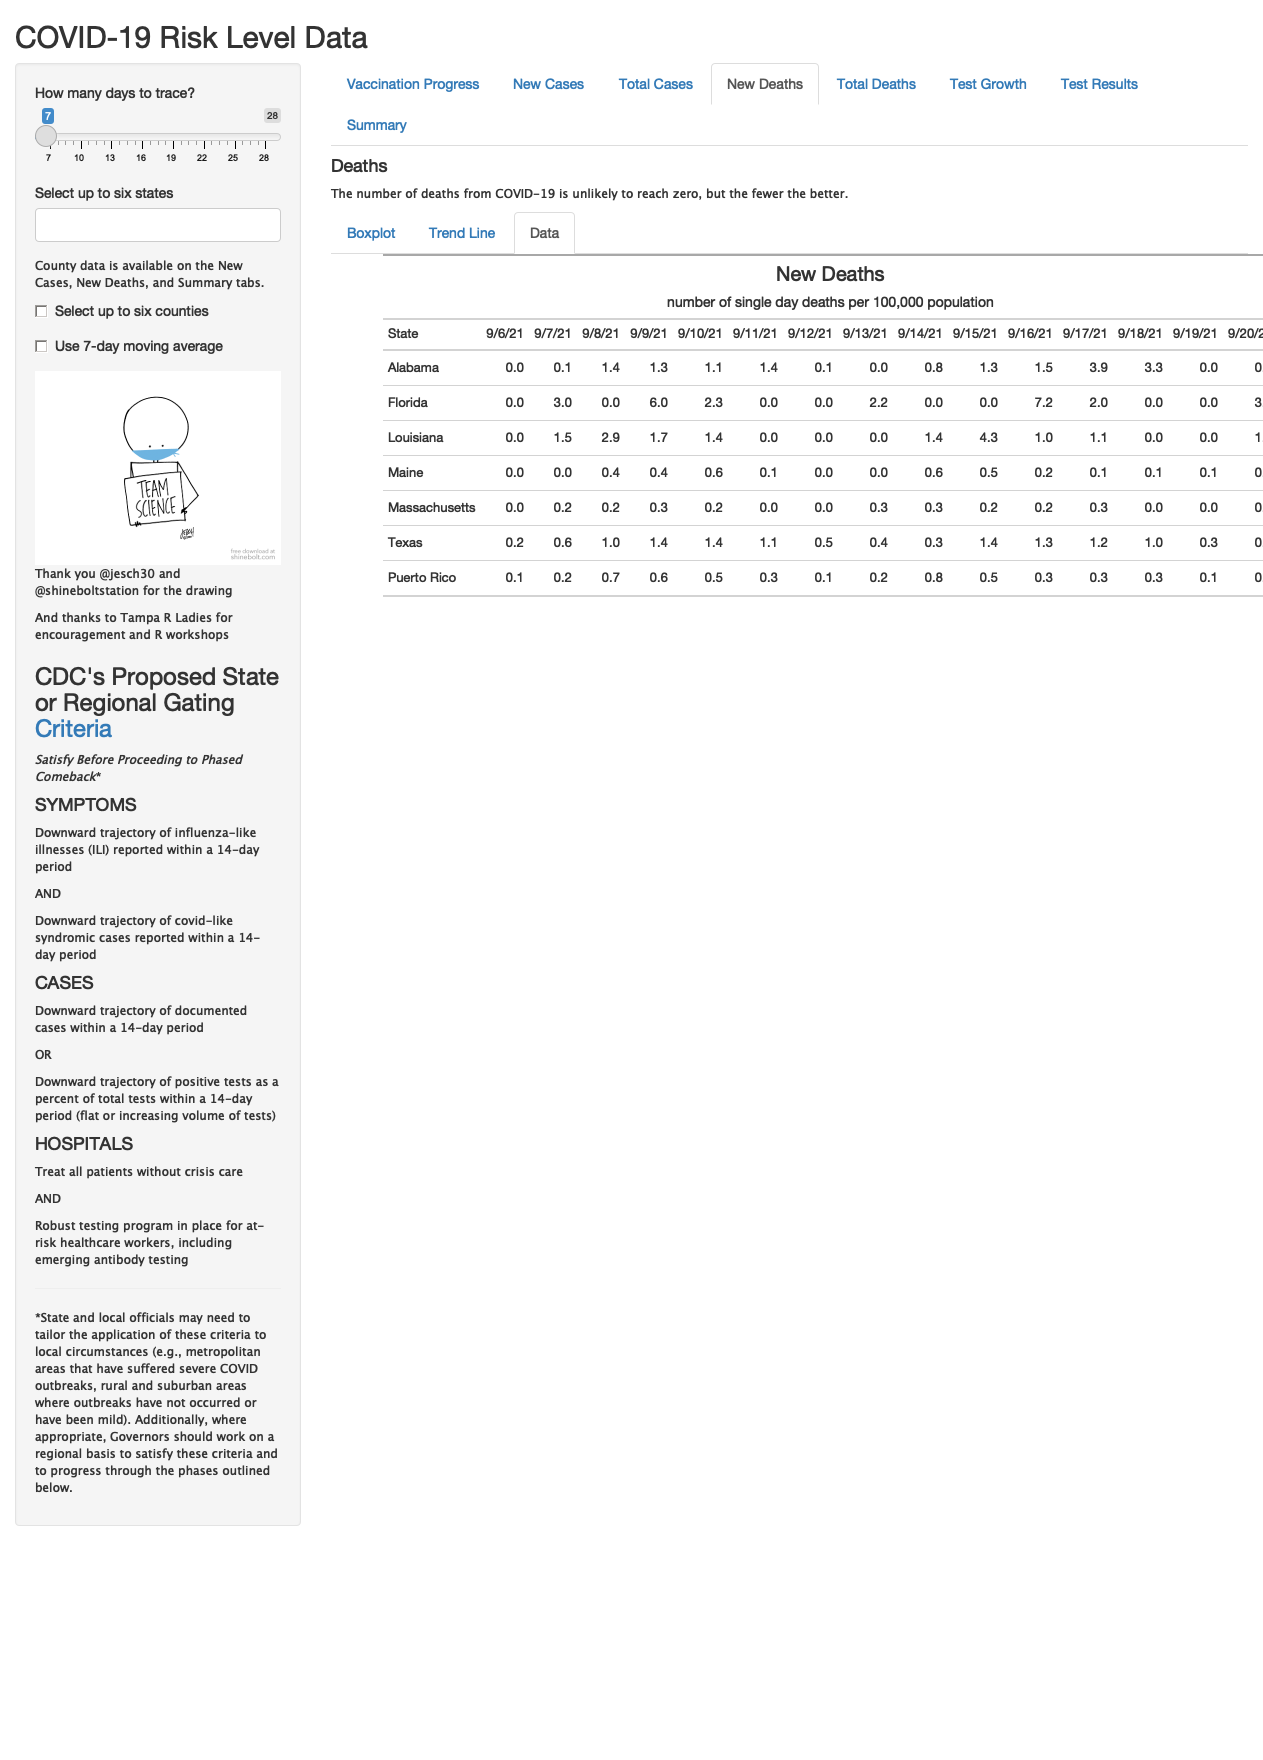 COVID-19 Risk Level Data
How many days to trace?
7 28
7 10 13 16 19 22 25 28
Select up to six states
County data is available on the New
Cases, New Deaths, and Summary tabs.
Select up to six counties
Use 7-day moving average
TEAM
SCIENCE
free download at
shinebolt.com
Thank you @jesch30 and
@shineboltstation for the drawing
And thanks to Tampa R Ladies for
encouragement and R workshops
CDC's Proposed State
or Regional Gating
Criteria
Satisfy Before Proceeding to Phased
Comeback*
SYMPTOMS
Downward trajectory of influenza-like
illnesses (ILI) reported within a 14-day
period
AND
Downward trajectory of covid-like
syndromic cases reported within a 14-
day period
CASES
Downward trajectory of documented
cases within a 14-day period
OR
Downward trajectory of positive tests as a
percent of total tests within a 14-day
period (flat or increasing volume of tests)
HOSPITALS
Treat all patients without crisis care
AND
Robust testing program in place for at-
risk healthcare workers, including
emerging antibody testing
*State and local officials may need to
tailor the application of these criteria to
local circumstances (e.g., metropolitan
areas that have suffered severe COVID
outbreaks, rural and suburban areas
where outbreaks have not occurred or
have been mild). Additionally, where
appropriate, Governors should work on a
regional basis to satisfy these criteria and
to progress through the phases outlined
below.
Vaccination Progress New Cases Total Cases New Deaths Total Deaths Test Growth Test Results
Summary
Deaths
The number of deaths from COVID-19 is unlikely to reach zero, but the fewer the better.
Boxplot Trend Line Data
New Deaths
number of single day deaths per 100,000 population
State 9/6/21 9/7/21 9/8/21 9/9/21 9/10/21 9/11/21 9/12/21 9/13/21 9/14/21 9/15/21 9/16/21 9/17/21 9/18/21 9/19/21 9/20/2
Alabama 0.0 0.1 1.4 1.3 1.1 1.4 0.1 0.0 0.8 1.3 1.5 3.9 3.3 0.0 0
Florida 0.0 3.0 0.0 6.0 2.3 0.0 0.0 2.2 0.0 0.0 7.2 2.0 0.0 0.0 3
Louisiana 0.0 1.5 2.9 1.7 1.4 0.0 0.0 0.0 1.4 4.3 1.0 1.1 0.0 0.0 1
Maine 0.0 0.0 0.4 0.4 0.6 0.1 0.0 0.0 0.6 0.5 0.2 0.1 0.1 0.1 0
Massachusetts 0.0 0.2 0.2 0.3 0.2 0.0 0.0 0.3 0.3 0.2 0.2 0.3 0.0 0.0 0
Texas 0.2 0.6 1.0 1.4 1.4 1.1 0.5 0.4 0.3 1.4 1.3 1.2 1.0 0.3 0
Puerto Rico 0.1 0.2 0.7 0.6 0.5 0.3 0.1 0.2 0.8 0.5 0.3 0.3 0.3 0.1 0